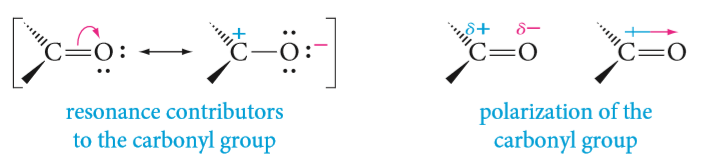 C=O: ↔ C—O:−
+
δ+ δ−
C=O
C=O
resonance contributors
to the carbonyl group
polarization of the
carbonyl group